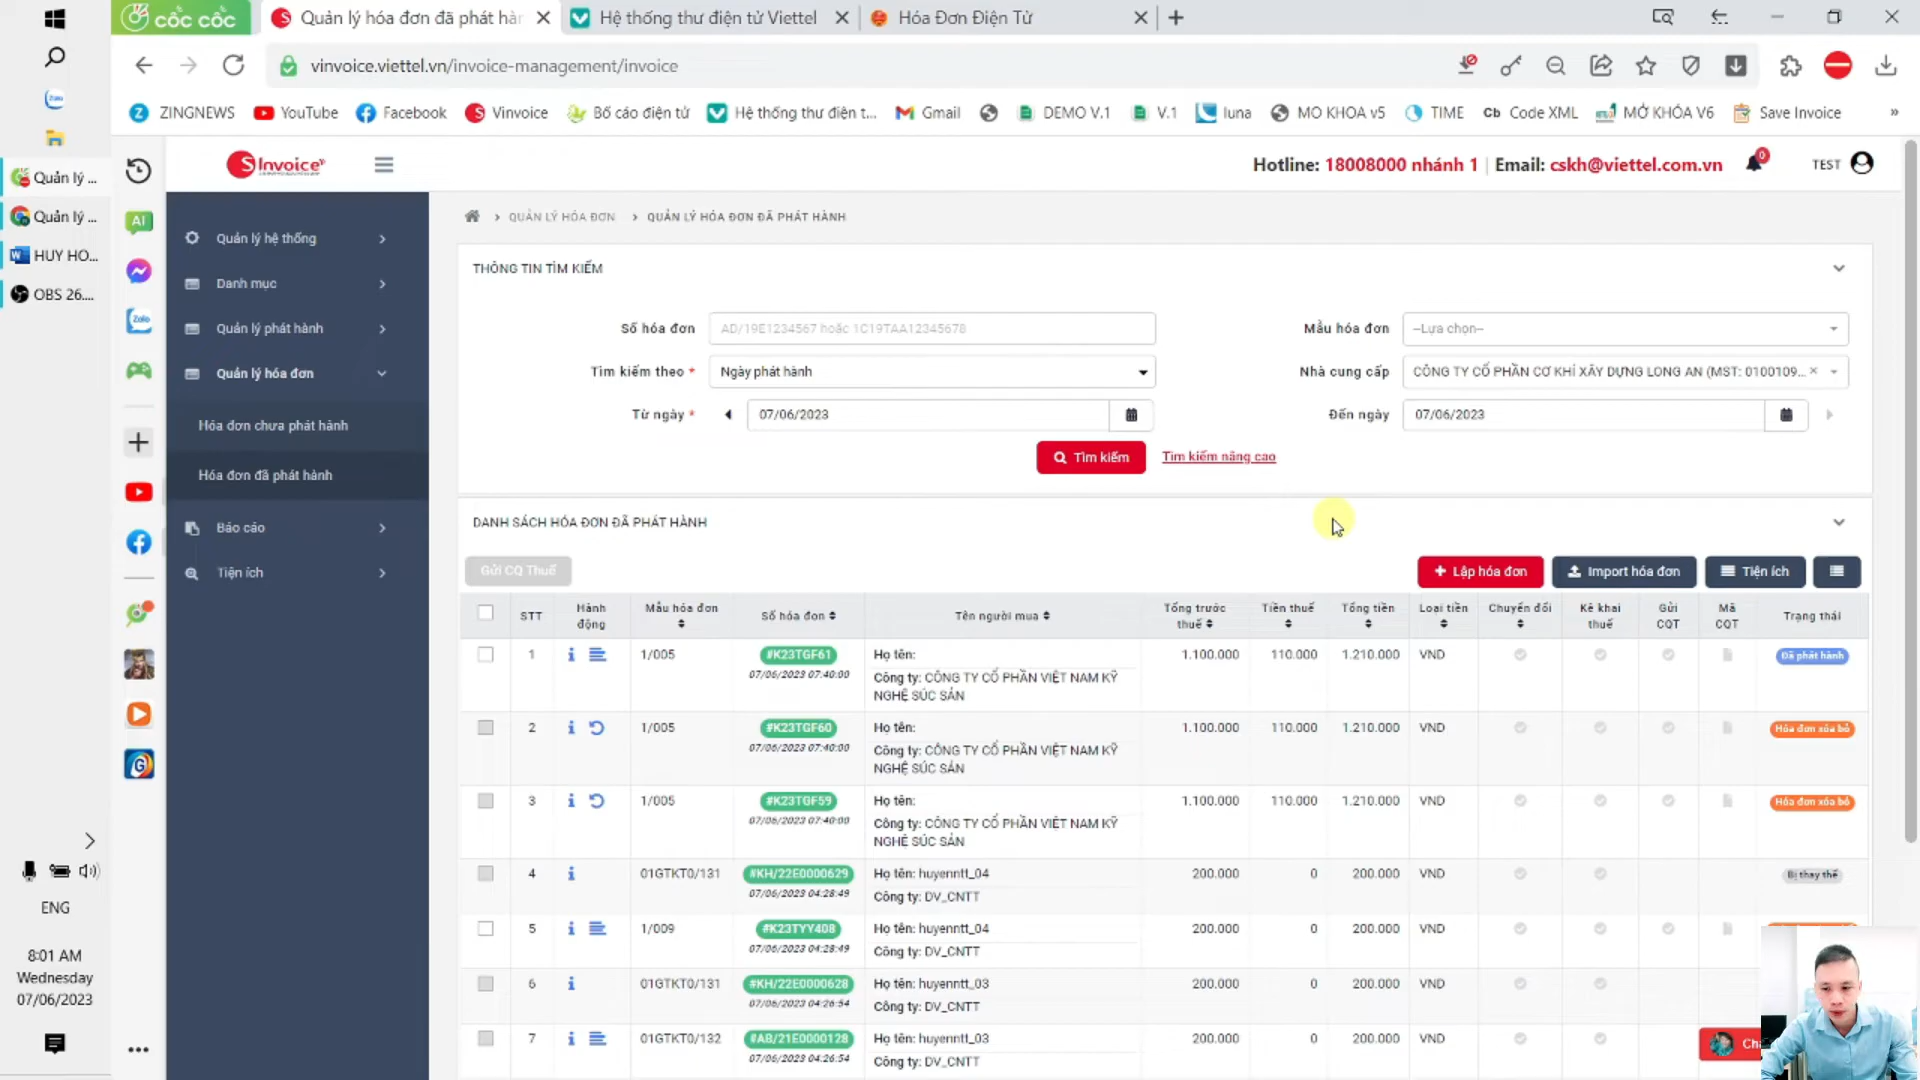 cốc cốc
Quản lý hóa đơn đã phát hàn
Hệ thống thư điện tử Viettel
Hóa Đơn Điện Tử
vinvoice.viettel.vn/invoice-management/invoice
ZINGNEWS
YouTube
Facebook
Vinvoice
Bố cáo điện tử
Hệ thống thư điện t...
Gmail
DEMO V.1
V.1
luna
MO KHOA v5
TIME
Cb Code XML
MỞ KHÓA V6
Save Invoice
»
Quản lý ...
Quản lý ...
HUY HO...
OBS 26....
ENG
8:01 AM
Wednesday
07/06/2023
AI
Zalo
SInvoice
Hotline: 18008000 nhánh 1 | Email: cskh@viettel.com.vn
0
TEST
Quản lý hệ thống
Danh mục
Quản lý phát hành
Quản lý hóa đơn
Hóa đơn chưa phát hành
Hóa đơn đã phát hành
Báo cáo
Tiện ích
QUẢN LÝ HÓA ĐƠN > QUẢN LÝ HÓA ĐƠN ĐÃ PHÁT HÀNH
THÔNG TIN TÌM KIẾM
Số hóa đơn AD/19E1234567 hoặc 1C19TAA12345678
Mẫu hóa đơn --Lựa chọn--
Tìm kiếm theo * Ngày phát hành
Nhà cung cấp CÔNG TY CỔ PHẦN CƠ KHÍ XÂY DỰNG LONG AN (MST: 0100109...
Từ ngày * 07/06/2023
Đến ngày 07/06/2023
Tìm kiếm Tìm kiếm nâng cao
DANH SÁCH HÓA ĐƠN ĐÃ PHÁT HÀNH
Gửi CQ Thuế
+ Lập hóa đơn Import hóa đơn Tiện ích
STT Hành động Mẫu hóa đơn Số hóa đơn Tên người mua Tổng trước thuế Tiền thuế Tổng tiền Loại tiền Chuyển đổi Kê khai thuế Gửi CQT Mã CQT Trạng thái
1 1/005 #K23TGF61 Họ tên: 1.100.000 110.000 1.210.000 VND Đã phát hành
07/06/2023 07:40:00 Công ty: CÔNG TY CỔ PHẦN VIỆT NAM KỸ
NGHỆ SÚC SẢN
2 1/005 #K23TGF60 Họ tên: 1.100.000 110.000 1.210.000 VND Hóa đơn xóa bỏ
07/06/2023 07:40:00 Công ty: CÔNG TY CỔ PHẦN VIỆT NAM KỸ
NGHỆ SÚC SẢN
3 1/005 #K23TGF59 Họ tên: 1.100.000 110.000 1.210.000 VND Hóa đơn xóa bỏ
07/06/2023 07:40:00 Công ty: CÔNG TY CỔ PHẦN VIỆT NAM KỸ
NGHỆ SÚC SẢN
4 01GTKT0/131 #KH/22E0000629 Họ tên: huyenntt_04 200.000 0 200.000 VND Bị thay thế
07/06/2023 04:28:49 Công ty: DV_CNTT
5 1/009 #K23TYY408 Họ tên: huyenntt_04 200.000 0 200.000 VND
07/06/2023 04:28:49 Công ty: DV_CNTT
6 01GTKT0/131 #KH/22E0000628 Họ tên: huyenntt_03 200.000 0 200.000 VND
07/06/2023 04:26:54 Công ty: DV_CNTT
7 01GTKT0/132 #AB/21E0000128 Họ tên: huyenntt_03 200.000 0 200.000 VND
07/06/2023 04:26:54 Công ty: DV_CNTT